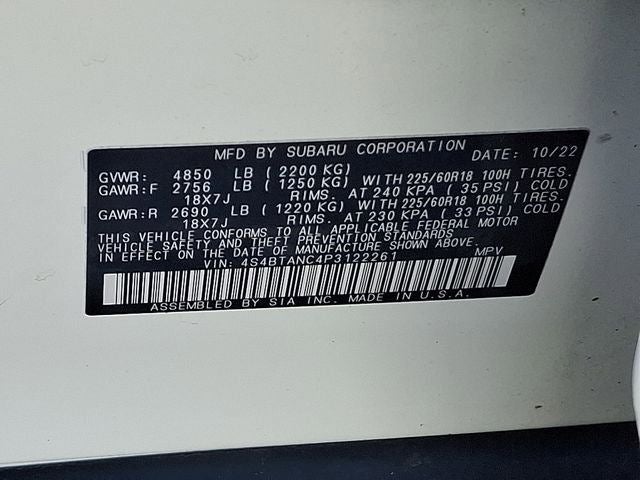 MFD BY SUBARU CORPORATION DATE: 10/22
GVWR: 4850 LB ( 2200 KG)
GAWR:F 2756 LB ( 1250 KG) WITH 225/60R18 100H TIRES.
18X7J RIMS. AT 240 KPA ( 35 PSI) COLD
GAWR:R 2690 LB ( 1220 KG) WITH 225/60R18 100H TIRES.
18X7J RIMS. AT 230 KPA ( 33 PSI) COLD
THIS VEHICLE CONFORMS TO ALL APPLICABLE FEDERAL MOTOR
VEHICLE SAFETY AND THEFT PREVENTION STANDARDS
IN EFFECT ON THE DATE OF MANUFACTURE SHOWN ABOVE.
VIN: 4S4BTANC4P3122261 MPV
ASSEMBLED BY SIA INC. MADE IN U.S.A.